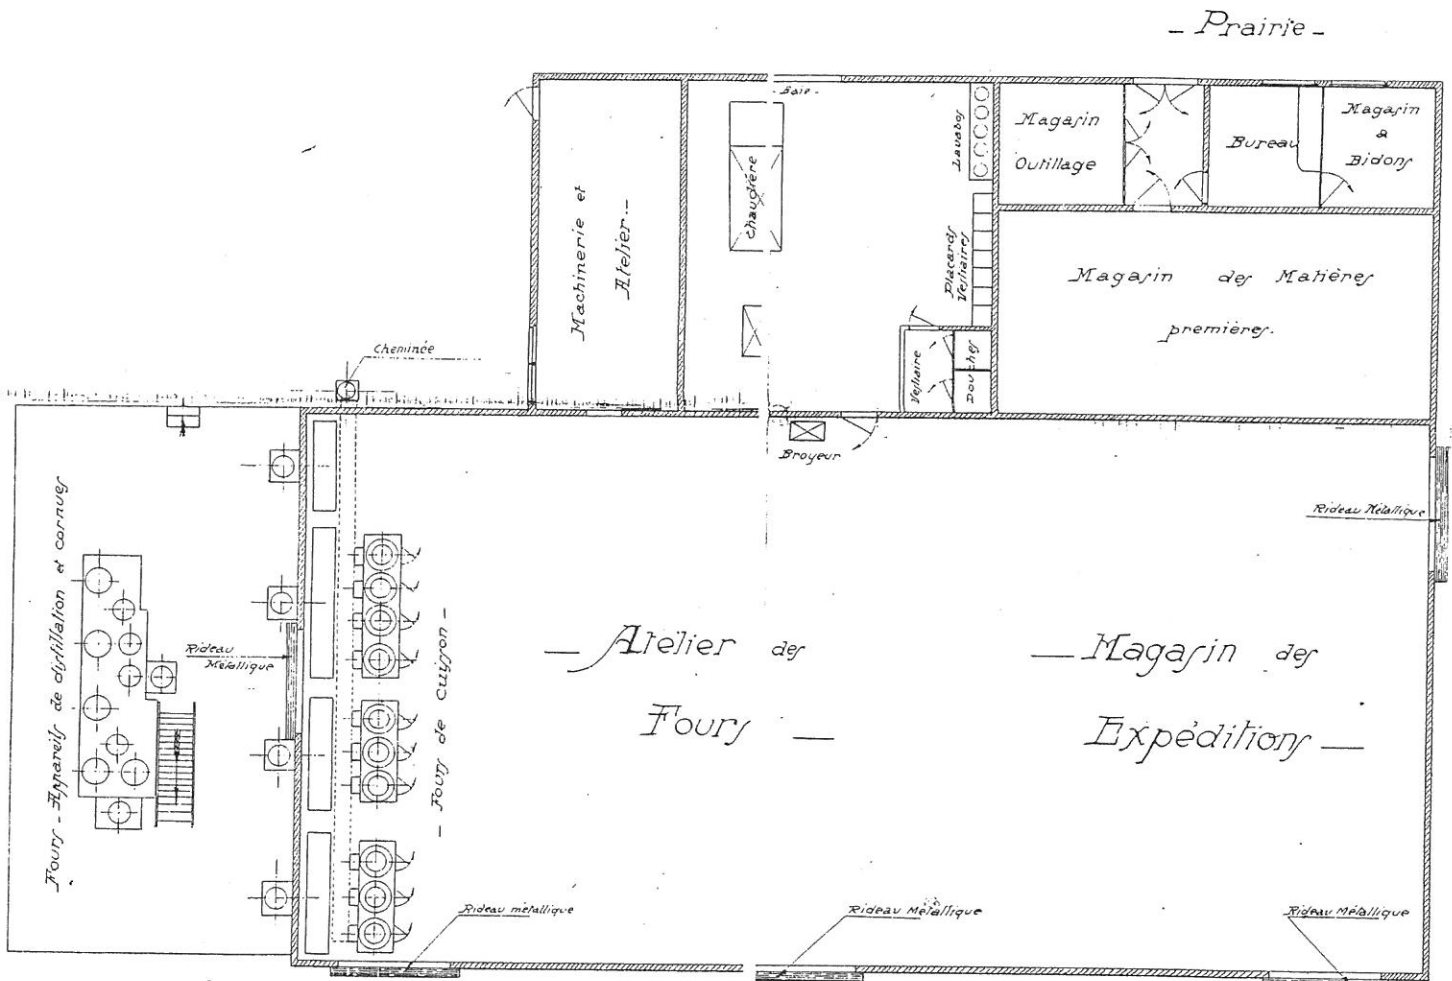 - Prairie -
Baie
Lavabos
Magasin
Outillage
Bureau
Magasin
à
Bidons
chaudière
Machinerie et
Atelier. -
Placards
Vestiaires
Magasin des Matières
premières.
Cheminée
Vestiaire
Douches
Broyeur
Rideau Métallique
Fours - Appareils de distillation et cornues
Rideau
Métallique
- Fours de Cuisson -
- Atelier des
Fours -
- Magasin des
Expéditions -
Rideau métallique
Rideau Métallique
Rideau Métallique